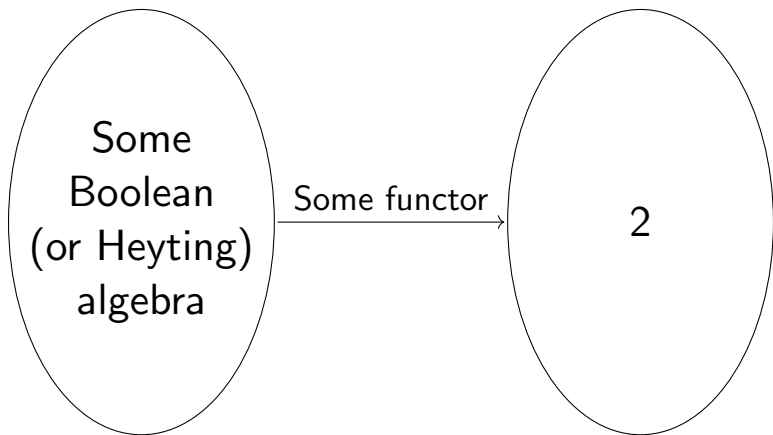 Some
Boolean
(or Heyting)
algebra
Some functor
2